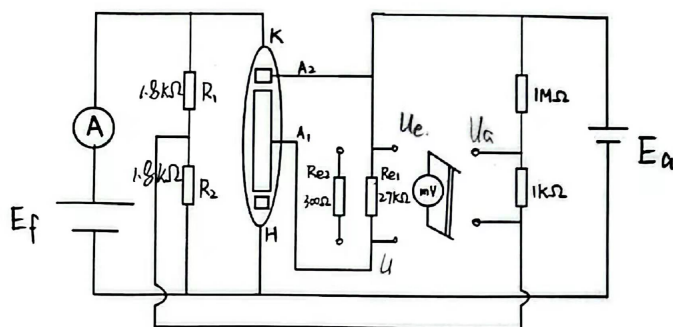 K
A2
1.8kΩ R1
1MΩ
A
A1
Ue.
Ua
Ea
1.8kΩ R2
Re2
300Ω
Re1
27kΩ
mV
1kΩ
Ef
H
U